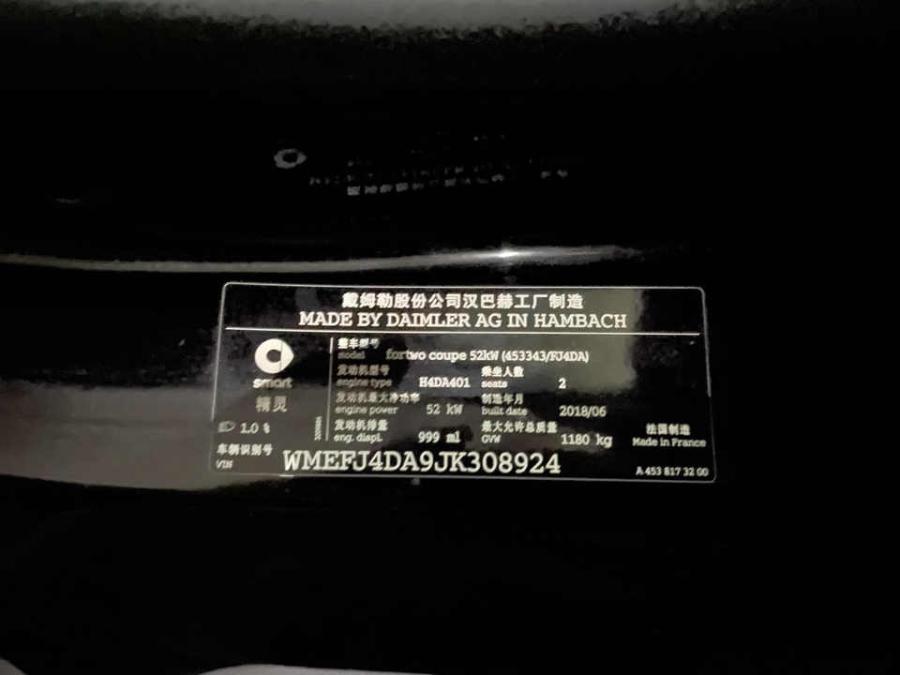 戴姆勒股份公司汉巴赫工厂制造
MADE BY DAIMLER AG IN HAMBACH
smart
精灵
整车型号
model fortwo coupe 52kW (453343/FJ4DA)
发动机型号 乘坐人数
engine type H4DA401 seats 2
发动机最大净功率 制造年月
engine power 52 kW built date 2018/06
发动机排量 最大允许总质量
eng. displ. 999 ml GVW 1180 kg
法国制造
Made in France
1.0 %
车辆识别号
VIN WMEFJ4DA9JK308924
A 453 817 32 00